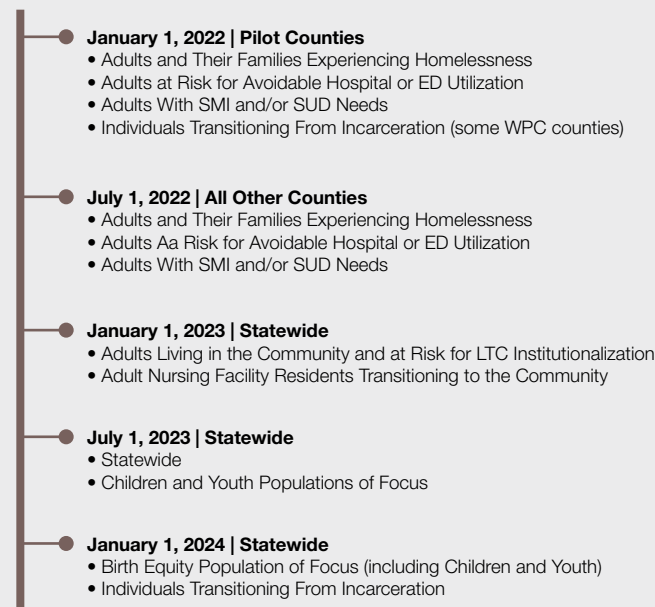 January 1, 2022 | Pilot Counties
• Adults and Their Families Experiencing Homelessness
• Adults at Risk for Avoidable Hospital or ED Utilization
• Adults With SMI and/or SUD Needs
• Individuals Transitioning From Incarceration (some WPC counties)
July 1, 2022 | All Other Counties
• Adults and Their Families Experiencing Homelessness
• Adults Aa Risk for Avoidable Hospital or ED Utilization
• Adults With SMI and/or SUD Needs
January 1, 2023 | Statewide
• Adults Living in the Community and at Risk for LTC Institutionalization
• Adult Nursing Facility Residents Transitioning to the Community
July 1, 2023 | Statewide
• Statewide
• Children and Youth Populations of Focus
January 1, 2024 | Statewide
• Birth Equity Population of Focus (including Children and Youth)
• Individuals Transitioning From Incarceration